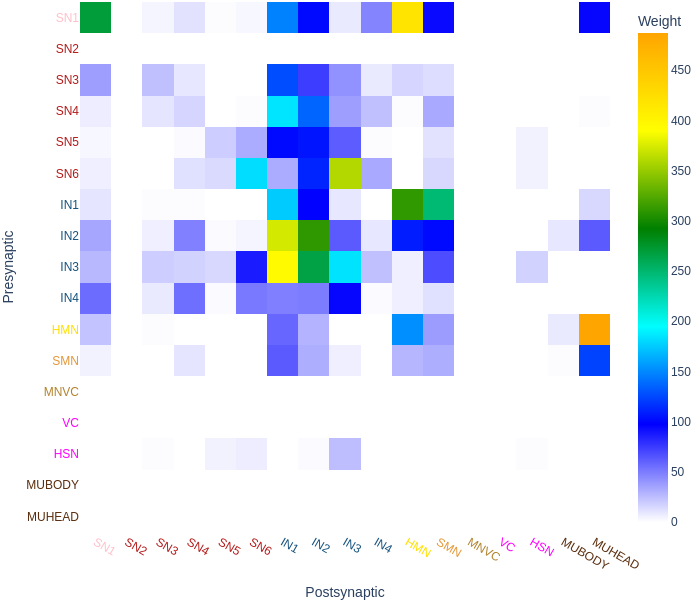 Weight
SN1
SN2
SN3
SN4
SN5
SN6
IN1
IN2
IN3
IN4
HMN
SMN
MNVC
VC
HSN
MUBODY
MUHEAD
Presynaptic
450
400
350
300
250
200
150
100
50
0
SN1 SN2 SN3 SN4 SN5 SN6 IN1 IN2 IN3 IN4 HMN SMN MNVC VC HSN MUBODY MUHEAD
Postsynaptic